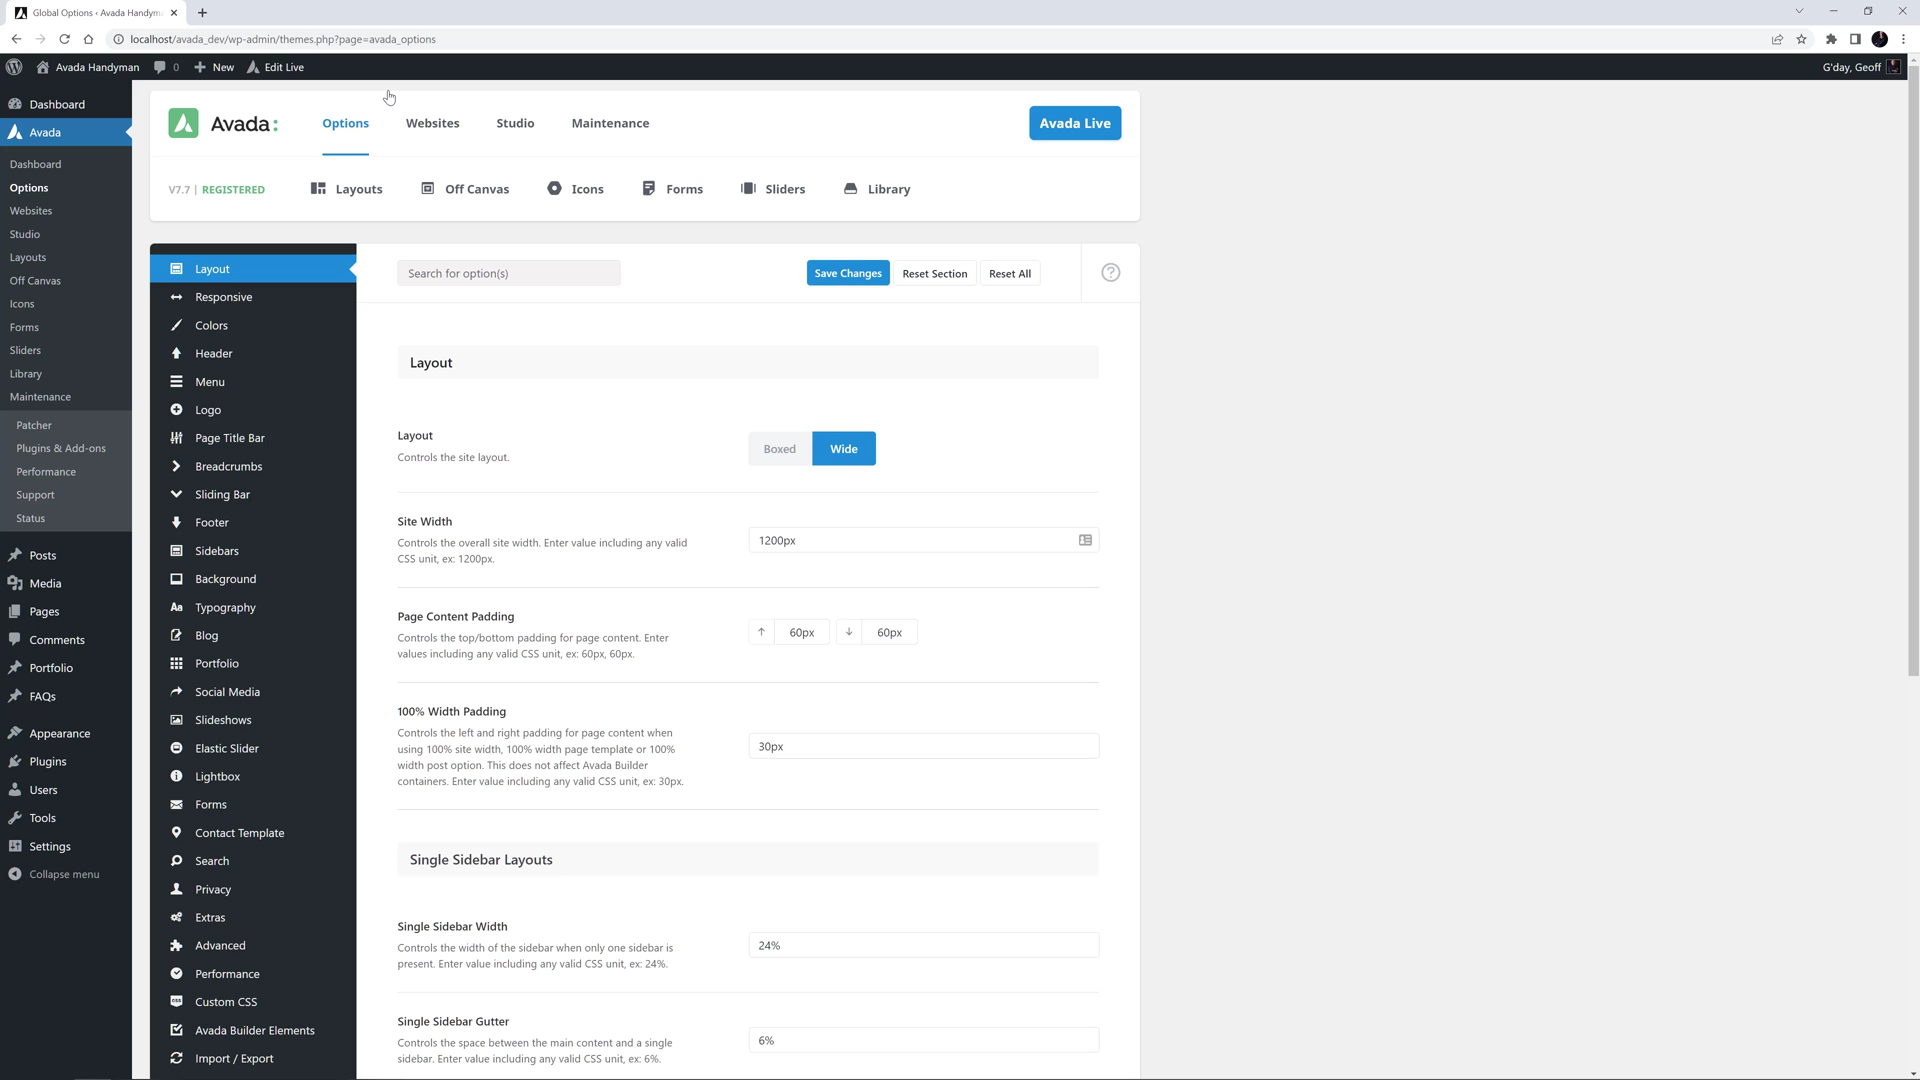 Global Options ‹ Avada Handym
localhost/avada_dev/wp-admin/themes.php?page=avada_options
Avada Handyman
0
New
Edit Live
G'day, Geoff
Dashboard
Avada
Dashboard
Options
Websites
Studio
Layouts
Off Canvas
Icons
Forms
Sliders
Library
Maintenance
Patcher
Plugins & Add-ons
Performance
Support
Status
Posts
Media
Pages
Comments
Portfolio
FAQs
Appearance
Plugins
Users
Tools
Settings
Collapse menu
Avada:
Options
Websites
Studio
Maintenance
Avada Live
V7.7 | REGISTERED
Layouts
Off Canvas
Icons
Forms
Sliders
Library
Layout
Responsive
Colors
Header
Menu
Logo
Page Title Bar
Breadcrumbs
Sliding Bar
Footer
Sidebars
Background
Aa Typography
Blog
Portfolio
Social Media
Slideshows
Elastic Slider
Lightbox
Forms
Contact Template
Search
Privacy
Extras
Advanced
Performance
Custom CSS
Avada Builder Elements
Import / Export
Search for option(s)
Save Changes
Reset Section
Reset All
?
Layout
Layout
Controls the site layout.
Boxed
Wide
Site Width
Controls the overall site width. Enter value including any valid
CSS unit, ex: 1200px.
1200px
Page Content Padding
Controls the top/bottom padding for page content. Enter
values including any valid CSS unit, ex: 60px, 60px.
60px
60px
100% Width Padding
Controls the left and right padding for page content when
using 100% site width, 100% width page template or 100%
width post option. This does not affect Avada Builder
containers. Enter value including any valid CSS unit, ex: 30px.
30px
Single Sidebar Layouts
Single Sidebar Width
Controls the width of the sidebar when only one sidebar is
present. Enter value including any valid CSS unit, ex: 24%.
24%
Single Sidebar Gutter
Controls the space between the main content and a single
sidebar. Enter value including any valid CSS unit, ex: 6%.
6%